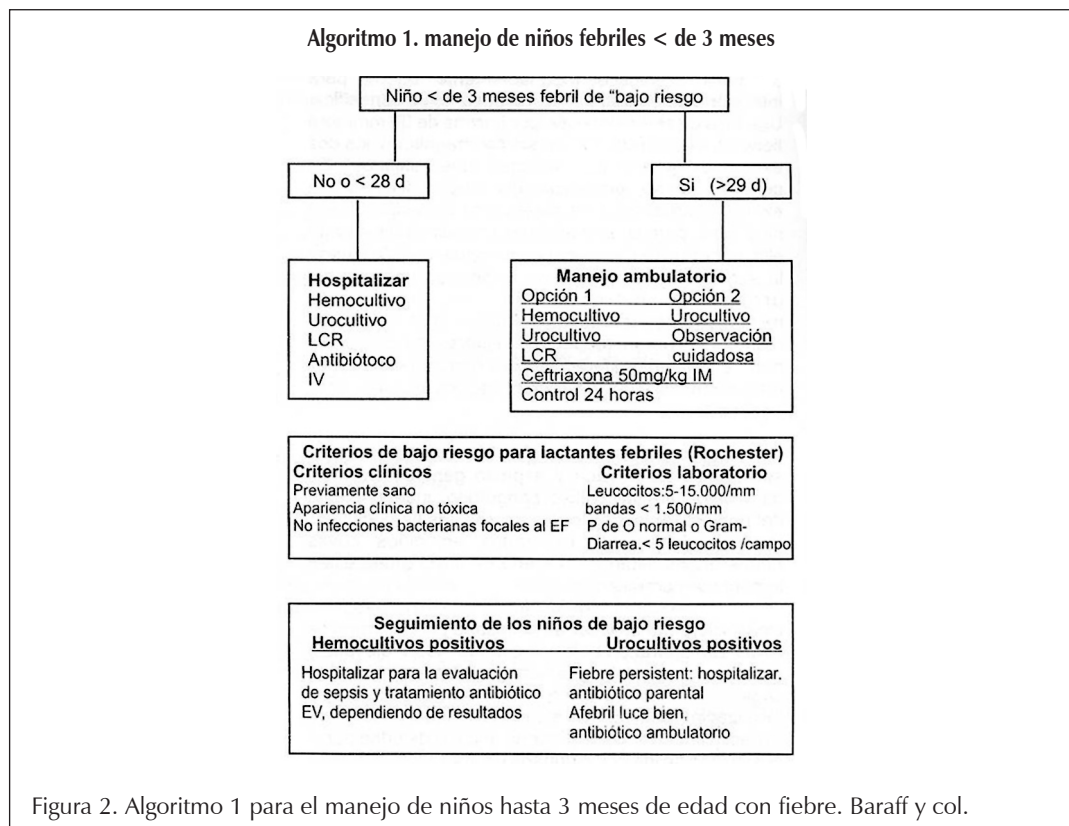 Algoritmo 1. manejo de niños febriles < de 3 meses
Niño < de 3 meses febril de "bajo riesgo
No o < 28 d
Si (>29 d)
Hospitalizar
Hemocultivo
Urocultivo
LCR
Antibiótoco
IV
Manejo ambulatorio
Opción 1 Opción 2
Hemocultivo Urocultivo
Urocultivo Observación
LCR cuidadosa
Ceftriaxona 50mg/kg IM
Control 24 horas
Criterios de bajo riesgo para lactantes febriles (Rochester)
Criterios clínicos
Previamente sano
Apariencia clínica no tóxica
No infecciones bacterianas focales al EF
Criterios laboratorio
Leucocitos:5-15.000/mm
bandas < 1.500/mm
P de O normal o Gram-
Diarrea.< 5 leucocitos /campo
Seguimiento de los niños de bajo riesgo
Hemocultivos positivos
Hospitalizar para la evaluación
de sepsis y tratamiento antibiótico
EV, dependiendo de resultados
Urocultivos positivos
Fiebre persistent: hospitalizar.
antibiótico parental
Afebril luce bien,
antibiótico ambulatorio
Figura 2. Algoritmo 1 para el manejo de niños hasta 3 meses de edad con fiebre. Baraff y col.